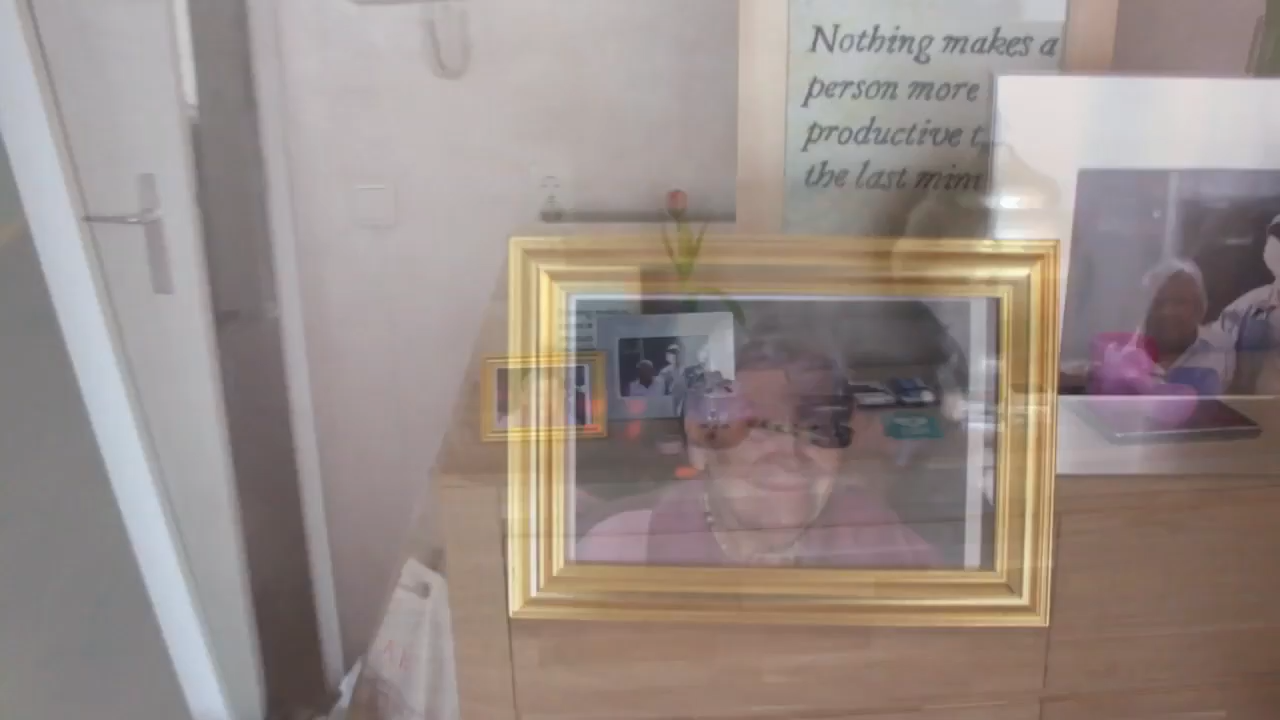 Nothing makes a
person more
productive
the last